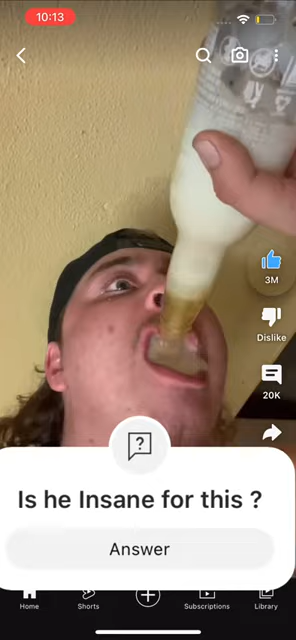 10:13
3M
Dislike
20K
Is he Insane for this ?
Answer
Home
Shorts
Subscriptions
Library